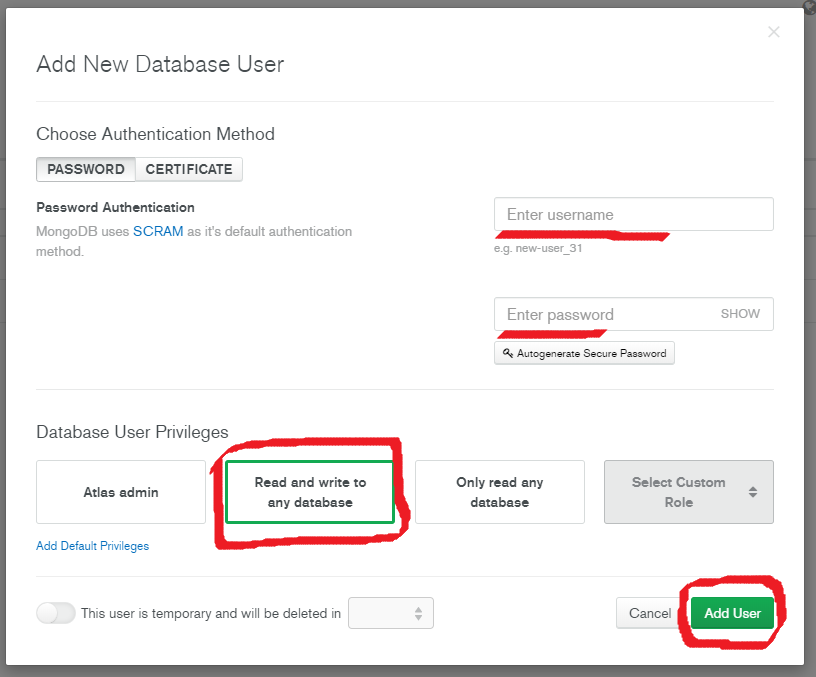 Add New Database User
Choose Authentication Method
PASSWORD CERTIFICATE
Password Authentication
MongoDB uses SCRAM as it's default authentication
method.
Enter username
e.g. new-user_31
Enter password SHOW
Autogenerate Secure Password
Database User Privileges
Atlas admin
Read and write to
any database
Only read any
database
Select Custom
Role
Add Default Privileges
This user is temporary and will be deleted in
Cancel
Add User